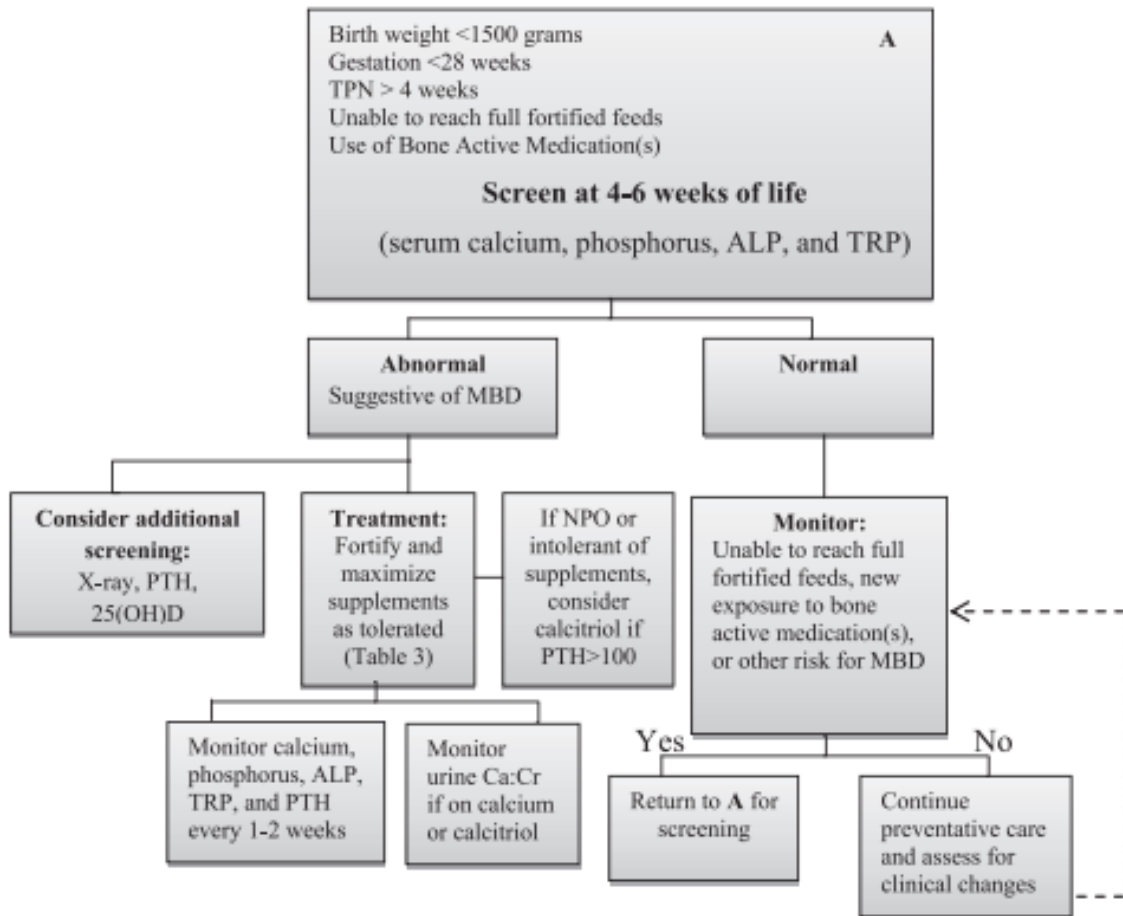 Birth weight <1500 grams
A
Gestation <28 weeks
TPN > 4 weeks
Unable to reach full fortified feeds
Use of Bone Active Medication(s)
Screen at 4-6 weeks of life
(serum calcium, phosphorus, ALP, and TRP)
Abnormal
Suggestive of MBD
Normal
Consider additional
screening:
X-ray, PTH,
25(OH)D
Treatment:
Fortify and
maximize
supplements
as tolerated
(Table 3)
If NPO or
intolerant of
supplements,
consider
calcitriol if
PTH>100
Monitor:
Unable to reach full
fortified feeds, new
exposure to bone
active medication(s),
or other risk for MBD
Monitor calcium,
phosphorus, ALP,
TRP, and PTH
every 1-2 weeks
Monitor
urine Ca:Cr
if on calcium
or calcitriol
Yes
No
Return to A for
screening
Continue
preventative care
and assess for
clinical changes